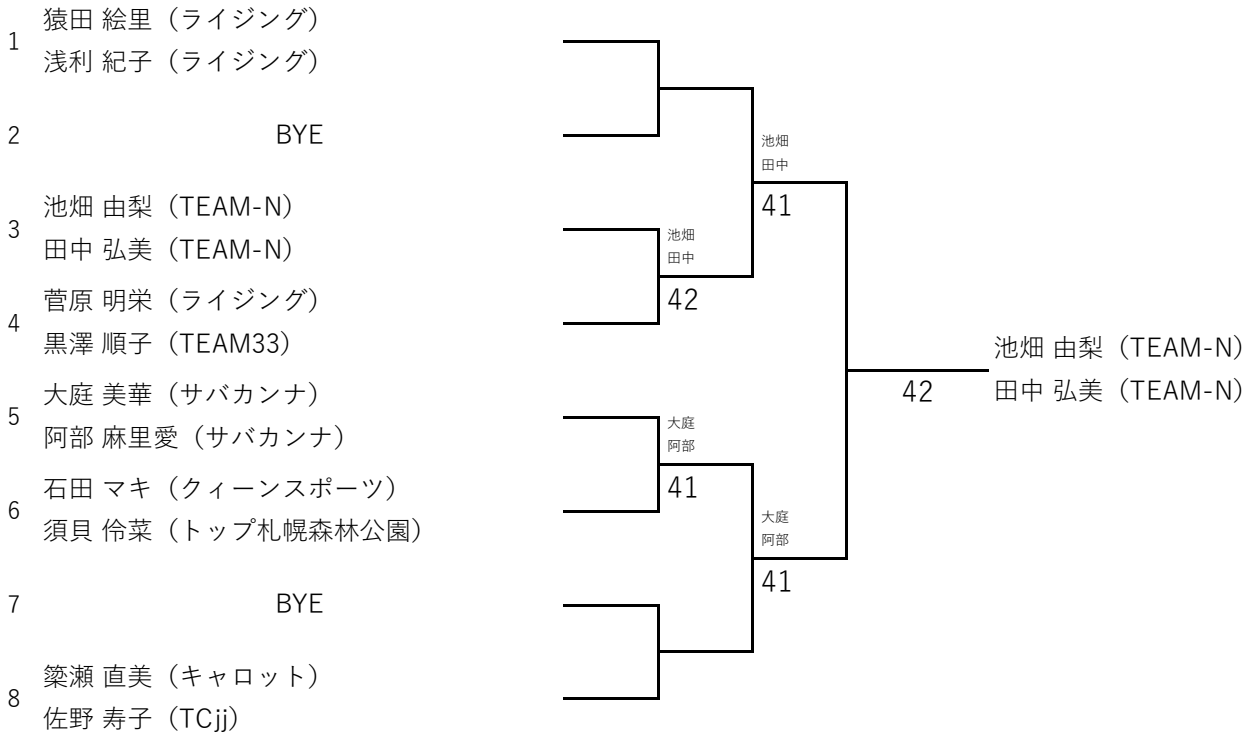 1
猿田 絵里（ライジング）
浅利 紀子（ライジング）
2
BYE
3
池畑 由梨（TEAM-N）
田中 弘美（TEAM-N）
4
菅原 明栄（ライジング）
黒澤 順子（TEAM33）
5
大庭 美華（サバカンナ）
阿部 麻里愛（サバカンナ）
6
石田 マキ（クィーンスポーツ）
須貝 伶菜（トップ札幌森林公園）
7
BYE
8
簗瀬 直美（キャロット）
佐野 寿子（TCjj）
池畑
田中
42
大庭
阿部
41
池畑
田中
41
大庭
阿部
41
42
池畑 由梨（TEAM-N）
田中 弘美（TEAM-N）